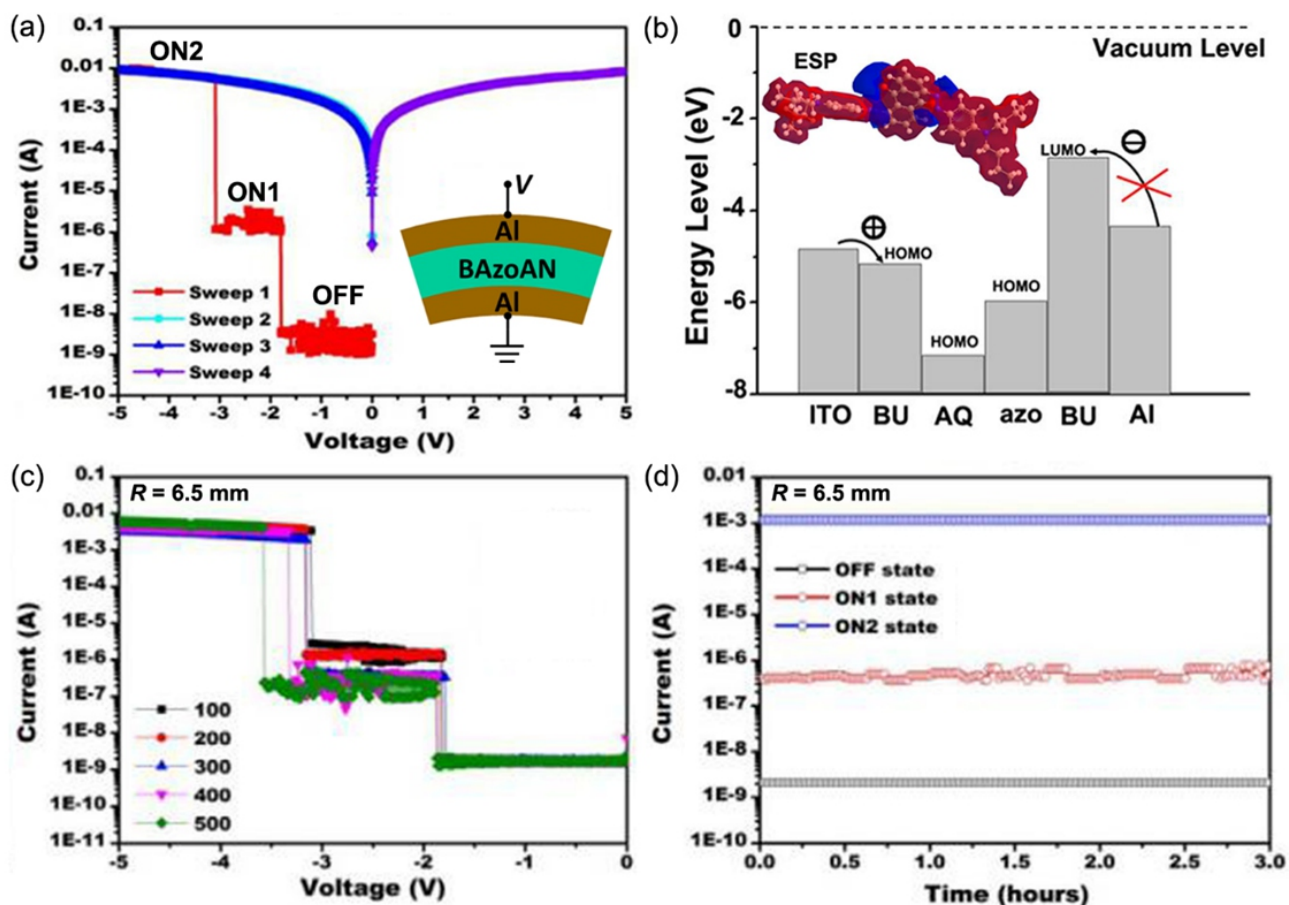 (a)
ON2
ON1
OFF
0.1
0.01
1E-3
1E-4
1E-5
1E-6
1E-7
1E-8
1E-9
1E-10
Current (A)
Sweep 1
Sweep 2
Sweep 3
Sweep 4
V
Al
BAzoAN
Al
-5 -4 -3 -2 -1 0 1 2 3 4 5
Voltage (V)
(b)
0
-2
-4
-6
-8
Energy Level (eV)
Vacuum Level
ESP
LUMO
HOMO
HOMO
HOMO
ITO BU AQ azo BU Al
(c)
R = 6.5 mm
0.1
0.01
1E-3
1E-4
1E-5
1E-6
1E-7
1E-8
1E-9
1E-10
1E-11
Current (A)
100
200
300
400
500
-5 -4 -3 -2 -1 0
Voltage (V)
(d)
R = 6.5 mm
0.01
1E-3
1E-4
1E-5
1E-6
1E-7
1E-8
1E-9
1E-10
Current (A)
OFF state
ON1 state
ON2 state
0.0 0.5 1.0 1.5 2.0 2.5 3.0
Time (hours)